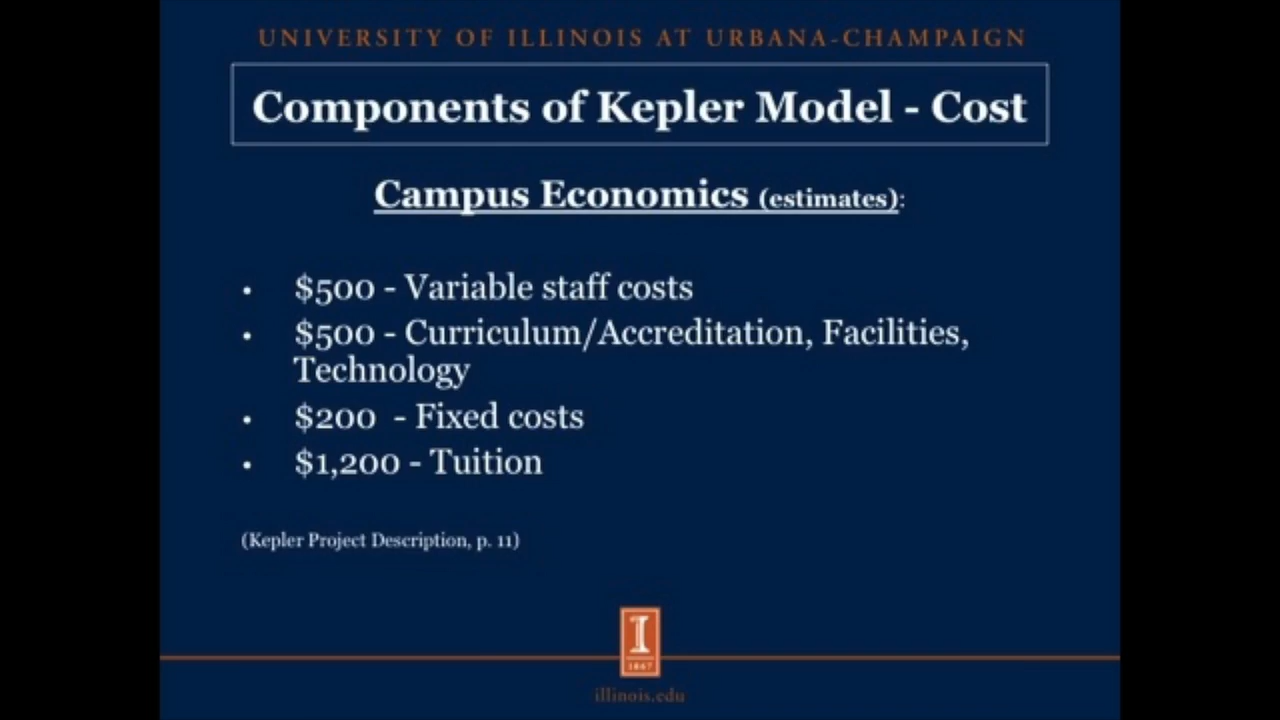 UNIVERSITY OF ILLINOIS AT URBANA-CHAMPAIGN
Components of Kepler Model - Cost
Campus Economics (estimates):
• $500 - Variable staff costs
• $500 - Curriculum/Accreditation, Facilities,
Technology
• $200 - Fixed costs
• $1,200 - Tuition
(Kepler Project Description, p. 11)
I
1867
illinois.edu